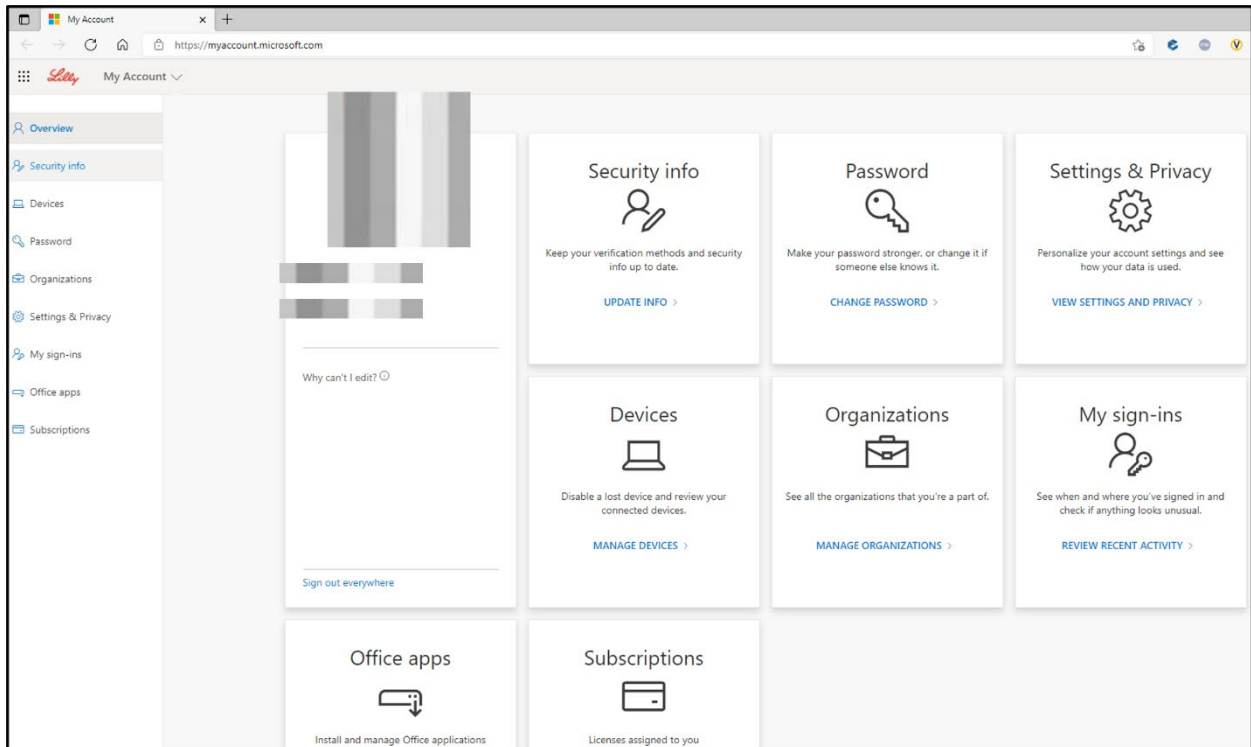 My Account
https://myaccount.microsoft.com
Lilly
My Account
Overview
Security info
Devices
Password
Organizations
Settings & Privacy
My sign-ins
Office apps
Subscriptions
Why can't I edit?
Sign out everywhere
Security info
Keep your verification methods and security
info up to date.
UPDATE INFO >
Password
Make your password stronger, or change it if
someone else knows it.
CHANGE PASSWORD >
Settings & Privacy
Personalize your account settings and see
how your data is used.
VIEW SETTINGS AND PRIVACY >
Devices
Disable a lost device and review your
connected devices.
MANAGE DEVICES >
Organizations
See all the organizations that you're a part of.
MANAGE ORGANIZATIONS >
My sign-ins
See when and where you've signed in and
check if anything looks unusual.
REVIEW RECENT ACTIVITY >
Office apps
Install and manage Office applications
Subscriptions
Licenses assigned to you